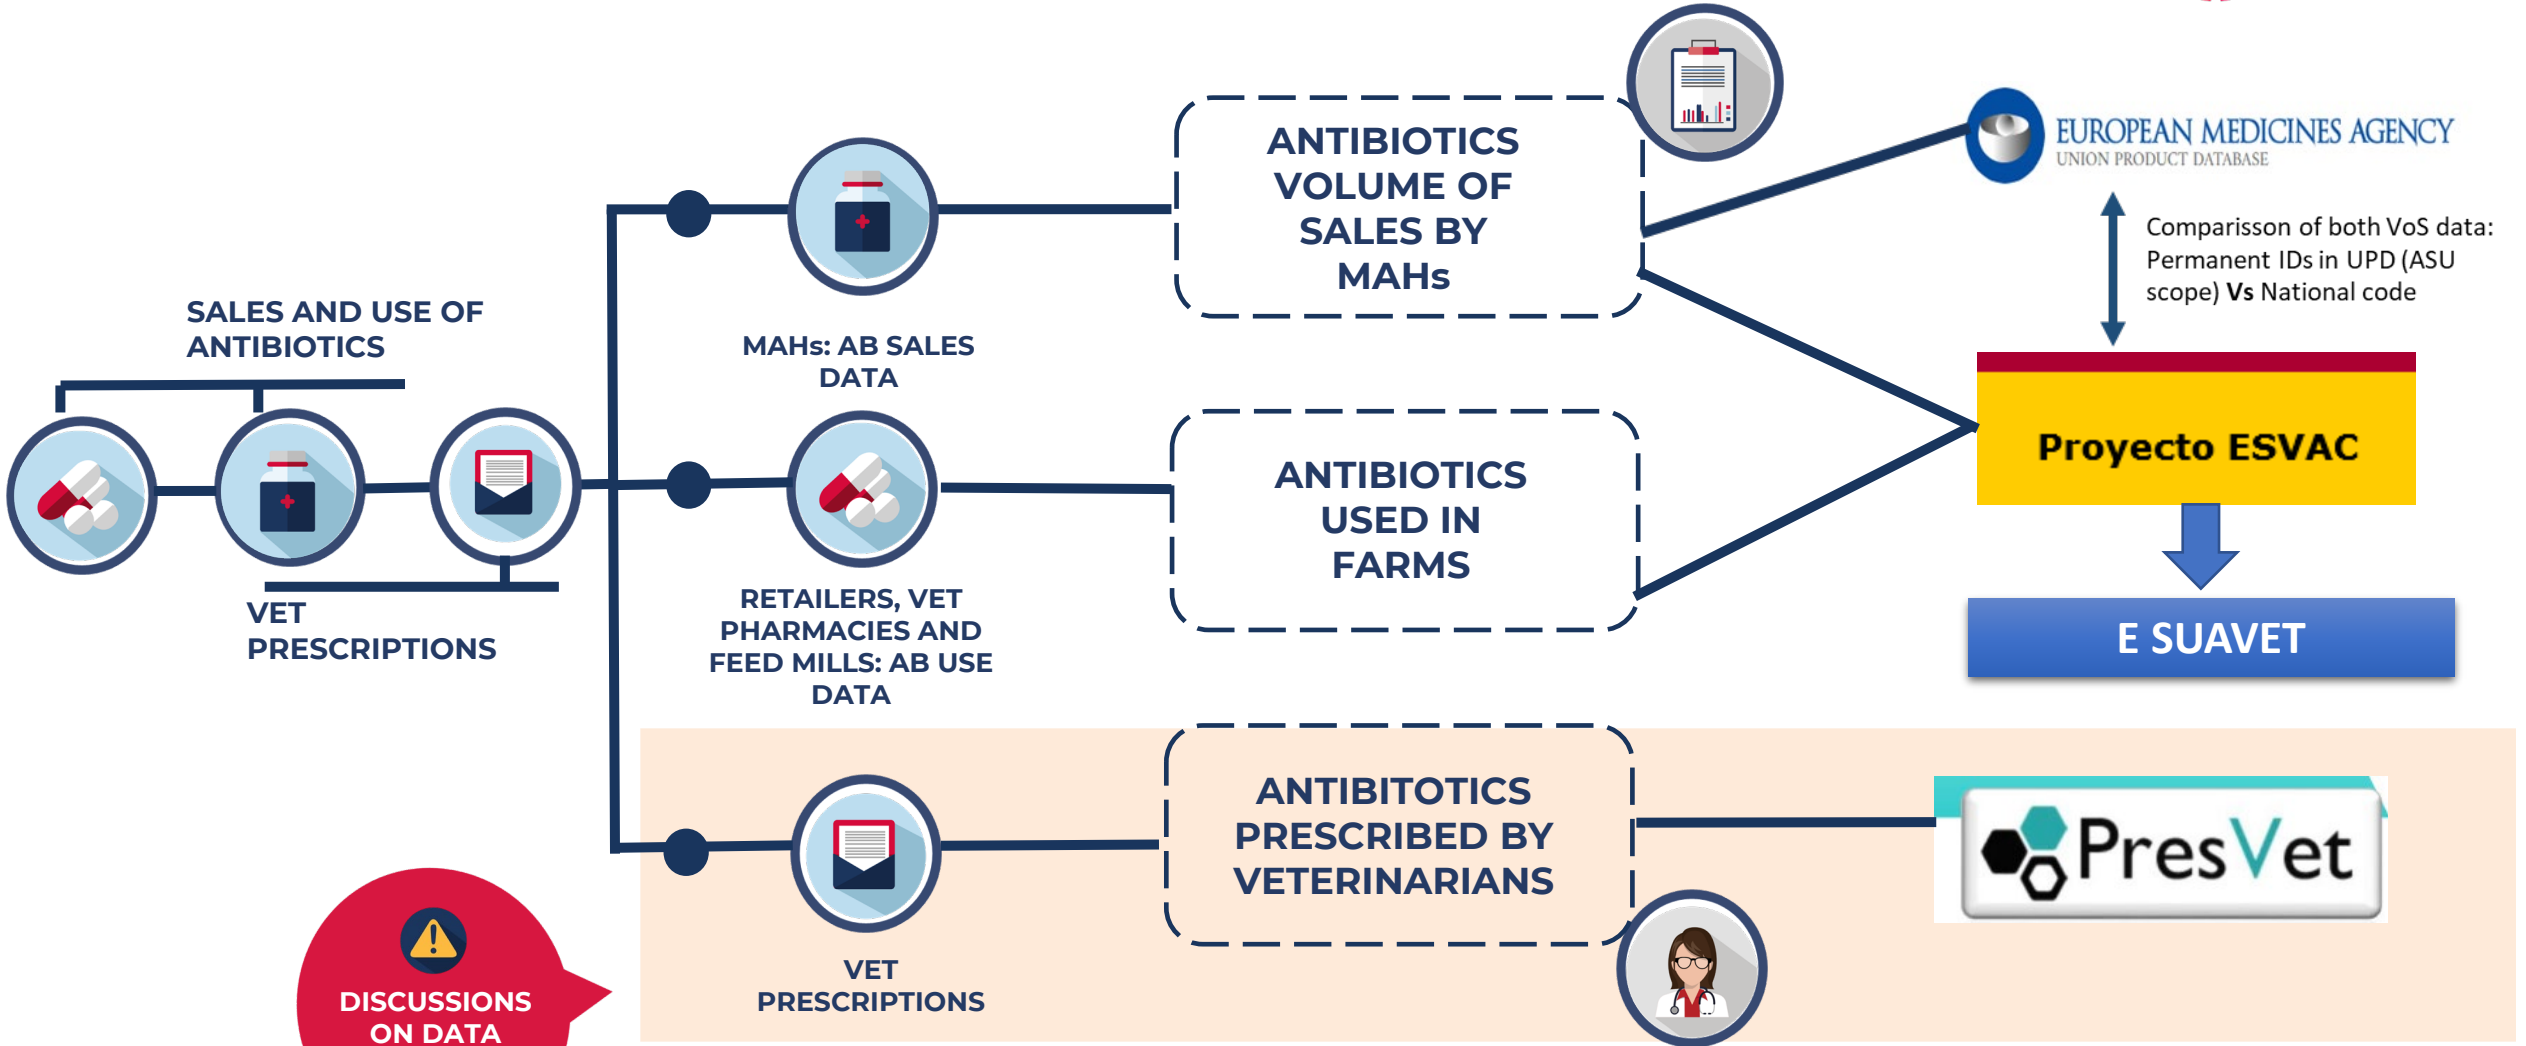 SALES AND USE OF
ANTIBIOTICS
VET
PRESCRIPTIONS
MAHs: AB SALES
DATA
RETAILERS, VET
PHARMACIES AND
FEED MILLS: AB USE
DATA
VET
PRESCRIPTIONS
DISCUSSIONS
ON DATA
ANTIBIOTICS
VOLUME OF
SALES BY
MAHs
ANTIBIOTICS
USED IN
FARMS
ANTIBITOTICS
PRESCRIBED BY
VETERINARIANS
EUROPEAN MEDICINES AGENCY
UNION PRODUCT DATABASE
Comparisson of both VoS data:
Permanent IDs in UPD (ASU
scope) Vs National code
Proyecto ESVAC
E SUAVET
PresVet